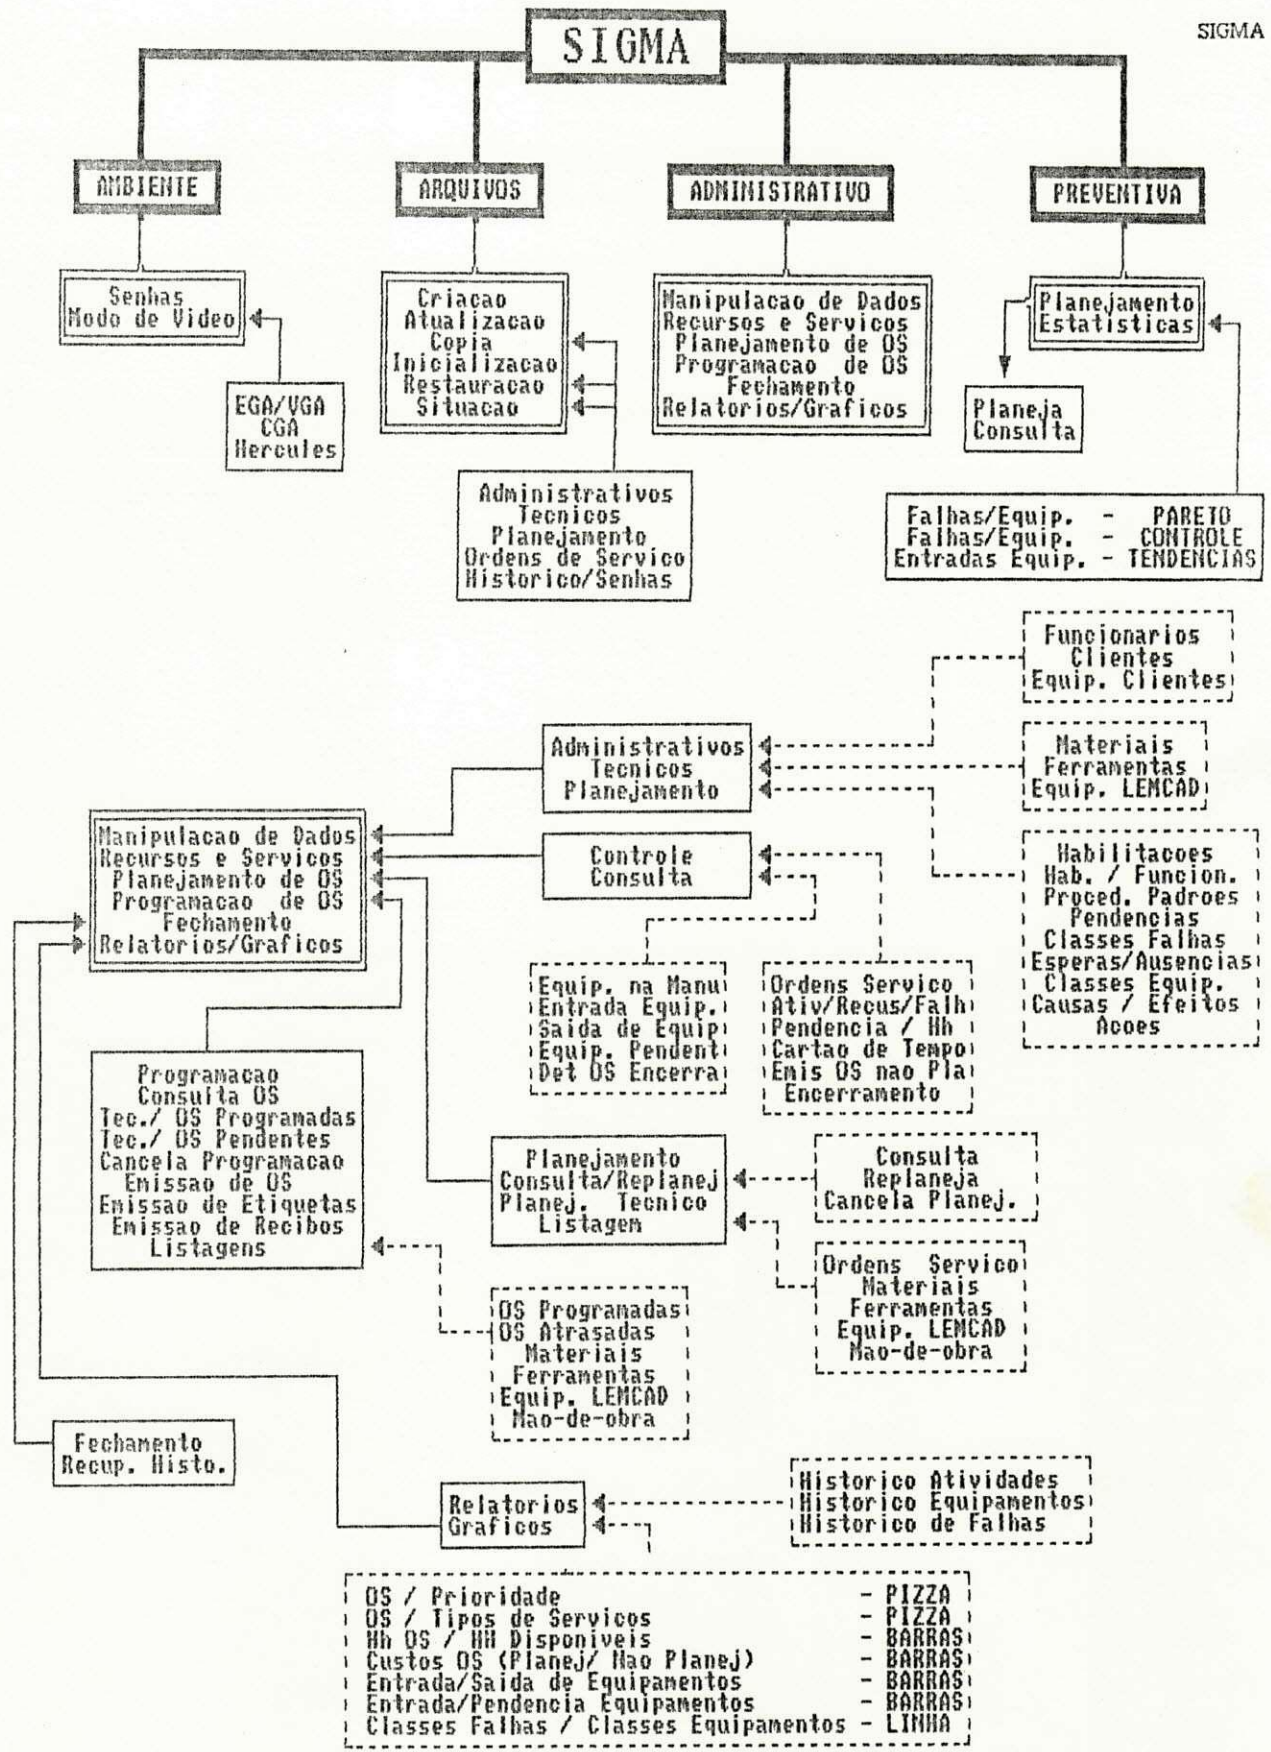 SIGMA
SIGMA
AMBIENTE
ARQUIVOS
ADMINISTRATIVO
PREVENTIVA
Senhas
Modo de Video
EGA/VGA
CGA
Hercules
Criacao
Atualizacao
Copia
Inicializacao
Restauracao
Situacao
Administrativos
Tecnicos
Planejamento
Ordens de Servico
Historico/Senhas
Manipulacao de Dados
Recursos e Servicos
Planejamento de OS
Programacao de OS
Fechamento
Relatorios/Graficos
Planejamento
Estatisticas
Planeja
Consulta
Falhas/Equip. - PARETO
Falhas/Equip. - CONTROLE
Entradas Equip. - TENDENCIAS
Funcionarios
Clientes
Equip. Clientes
Administrativos
Tecnicos
Planejamento
Materiais
Ferramentas
Equip. LEMCAD
Manipulacao de Dados
Recursos e Servicos
Planejamento de OS
Programacao de OS
Fechamento
Relatorios/Graficos
Controle
Consulta
Habilitacoes
Hab. / Funcion.
Proced. Padroes
Pendencias
Classes Falhas
Esperas/Ausencias
Classes Equip.
Causas / Efeitos
Acoes
Equip. na Manu
Entrada Equip.
Saida de Equip
Equip. Pendent
Det OS Encerra
Ordens Servico
Ativ/Recus/Falh
Pendencia / Hh
Cartao de Tempo
Emis OS nao Pla
Encerramento
Programacao
Consulta OS
Tec./ OS Programadas
Tec./ OS Pendentes
Cancela Programacao
Emissao de OS
Emissao de Etiquetas
Emissao de Recibos
Listagens
Planejamento
Consulta/Replanej
Planej. Tecnico
Listagem
Consulta
Replaneja
Cancela Planej.
Ordens Servico
Materiais
Ferramentas
Equip. LEMCAD
Mao-de-obra
OS Programadas
OS Atrasadas
Materiais
Ferramentas
Equip. LEMCAD
Mao-de-obra
Fechamento
Recup. Histo.
Relatorios
Graficos
Historico Atividades
Historico Equipamentos
Historico de Falhas
OS / Prioridade - PIZZA
OS / Tipos de Servicos - PIZZA
Hh OS / HH Disponiveis - BARRAS
Custos OS (Planej/ Nao Planej) - BARRAS
Entrada/Saida de Equipamentos - BARRAS
Entrada/Pendencia Equipamentos - BARRAS
Classes Falhas / Classes Equipamentos - LINHA